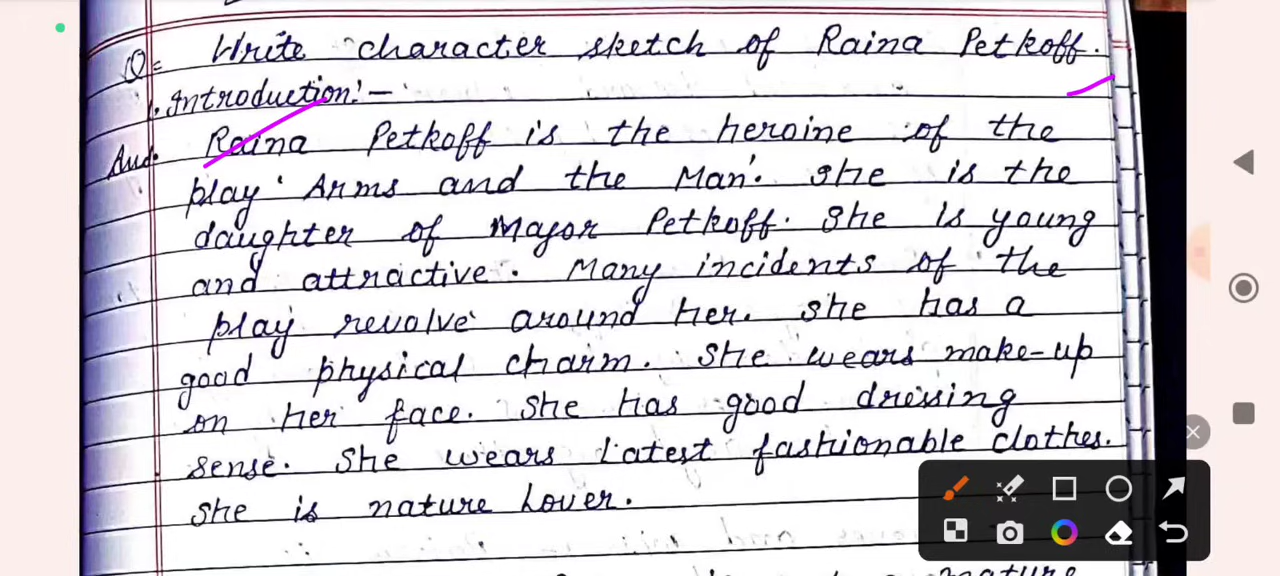 Q= Write character sketch of Raina Petkoff.
1. Introduction:-
Ans. Raina Petkoff is the heroine of the
play 'Arms and the Man'. She is the
daughter of Major Petkoff. She is young
and attractive. Many incidents of the
play revolve around her. She has a
good physical charm. She wears make-up
on her face. She has good dressing
sense. She wears latest fashionable clothes.
She is nature Lover.
nature